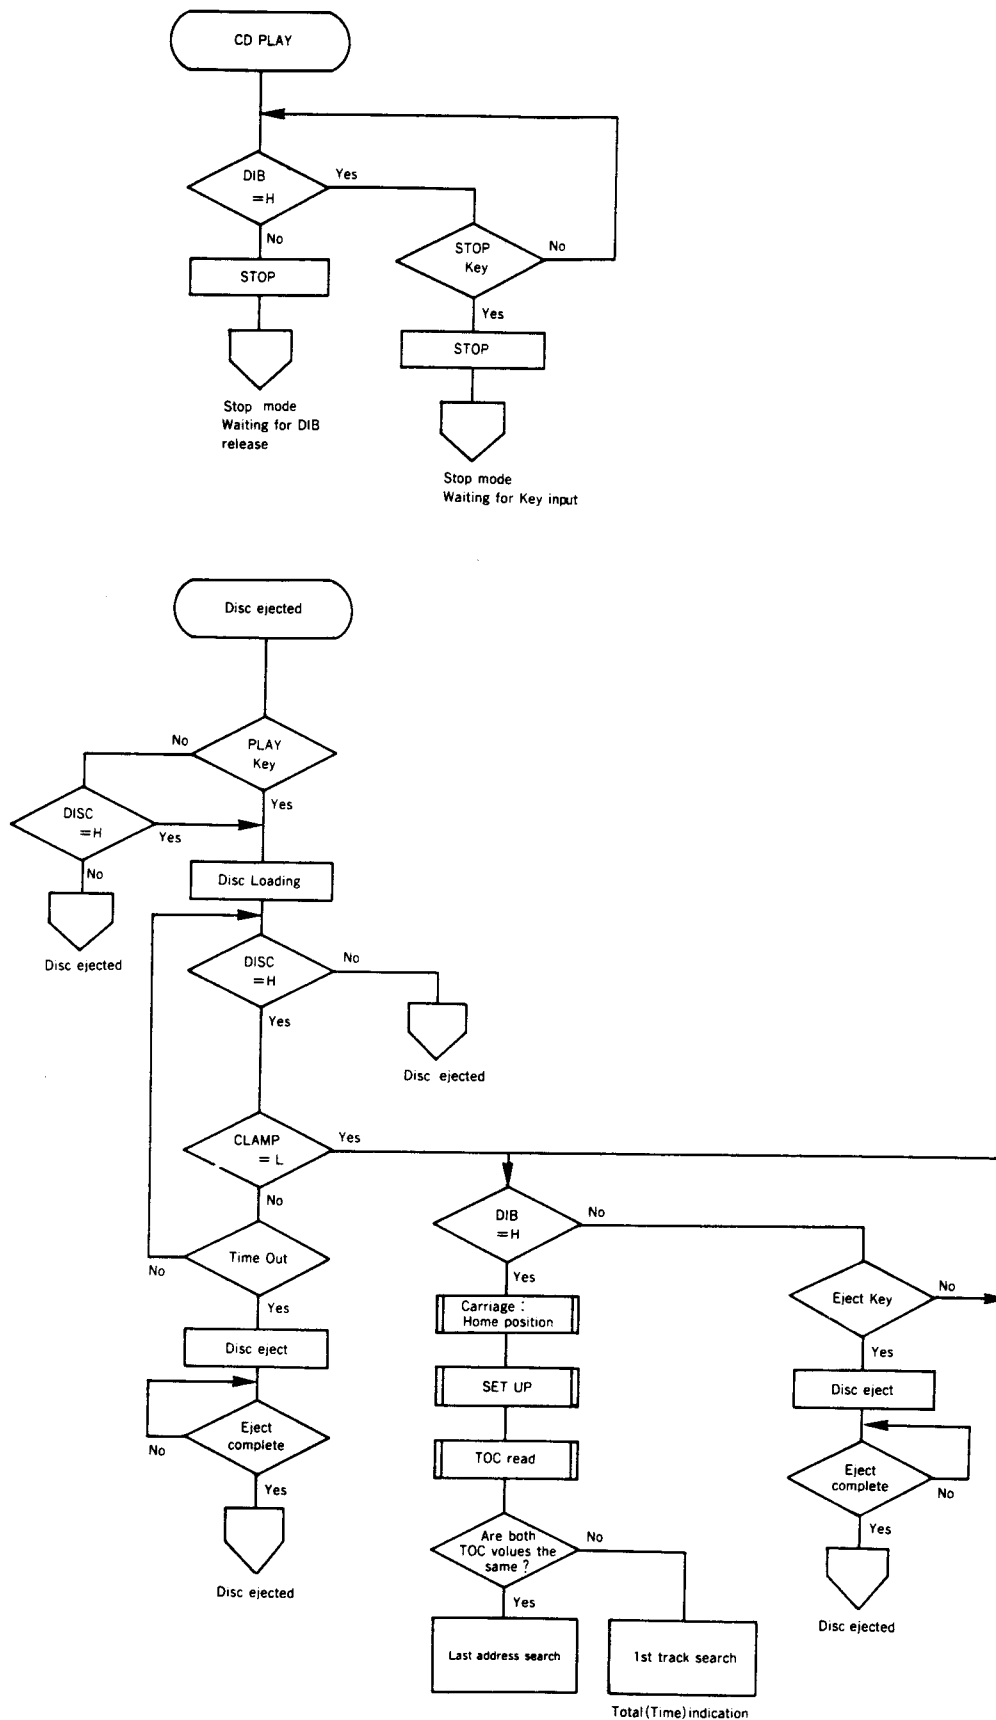 CD PLAY
DIB
=H
Yes
No
STOP
Stop mode
Waiting for DIB
release
STOP
Key
No
Yes
STOP
Stop mode
Waiting for Key input
Disc ejected
PLAY
Key
No
Yes
DISC
=H
Yes
No
Disc ejected
Disc Loading
DISC
=H
No
Yes
Disc ejected
CLAMP
=L
Yes
No
Time Out
No
Yes
Disc eject
Eject
complete
No
Yes
Disc ejected
DIB
=H
No
Yes
Carriage :
Home position
SET UP
TOC read
Are both
TOC volues the
same ?
No
Yes
Last address search
1st track search
Total(Time)indication
Eject Key
No
Yes
Disc eject
Eject
complete
No
Yes
Disc ejected